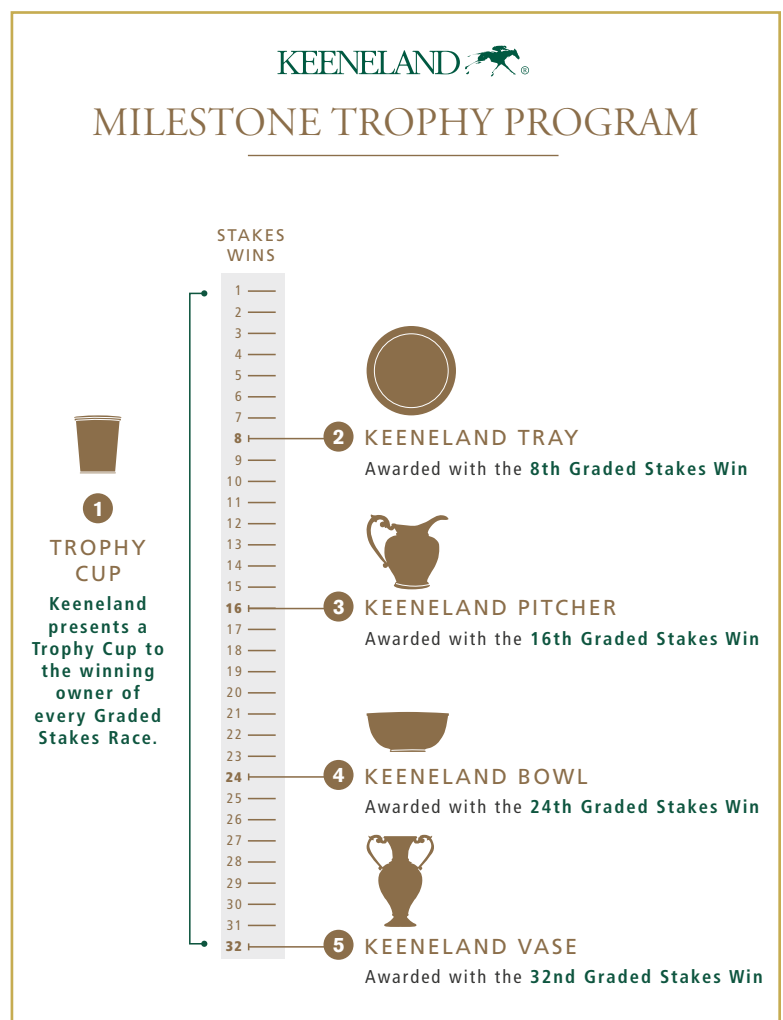 KEENELAND ®
MILESTONE TROPHY PROGRAM
STAKES
WINS
1
2
3
4
5
6
7
8
9
10
11
12
13
14
15
16
17
18
19
20
21
22
23
24
25
26
27
28
29
30
31
32
1
TROPHY
CUP
Keeneland
presents a
Trophy Cup to
the winning
owner of
every Graded
Stakes Race.
2 KEENELAND TRAY
Awarded with the 8th Graded Stakes Win
3 KEENELAND PITCHER
Awarded with the 16th Graded Stakes Win
4 KEENELAND BOWL
Awarded with the 24th Graded Stakes Win
5 KEENELAND VASE
Awarded with the 32nd Graded Stakes Win